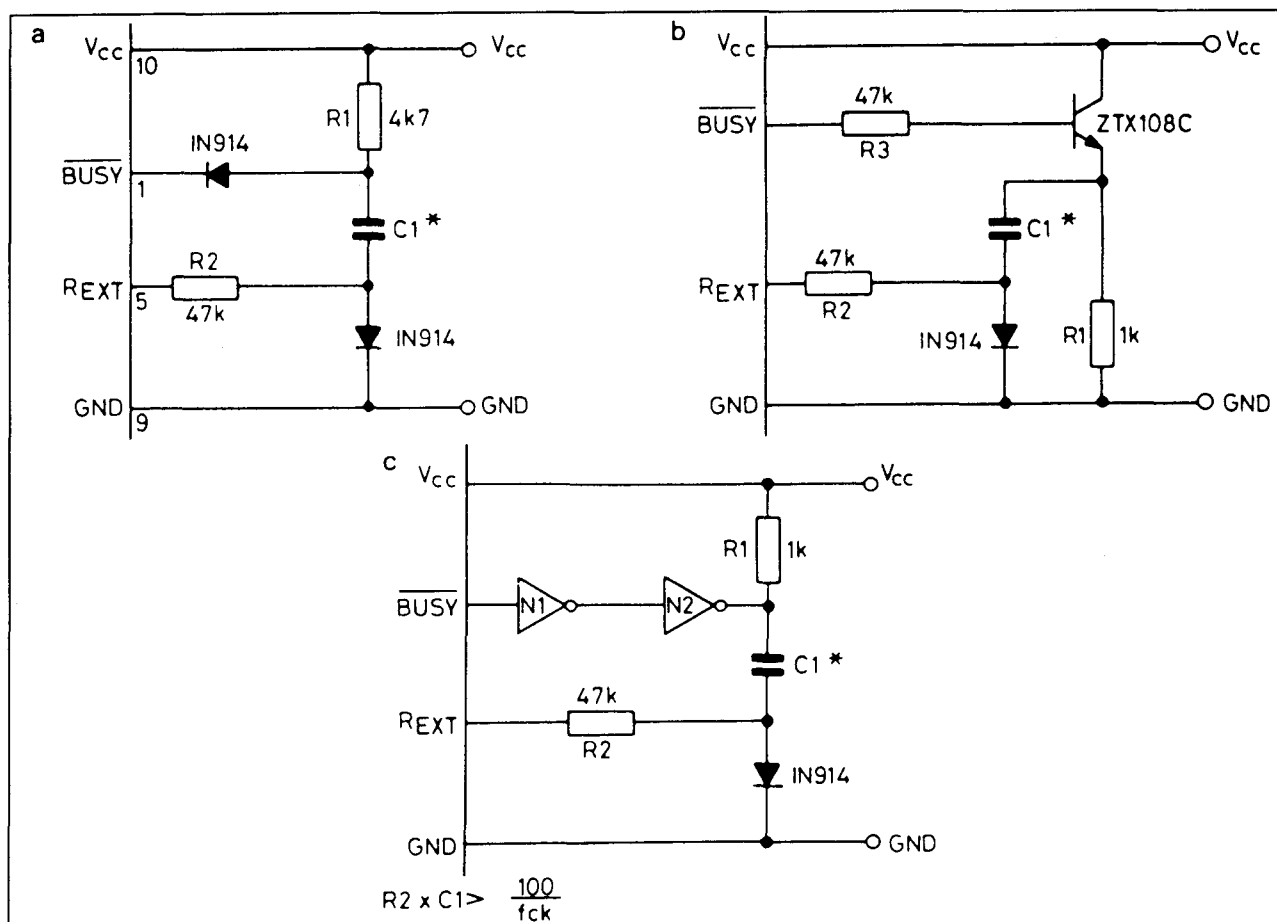 a
Vcc 10 Vcc
R1 4k7
IN914
BUSY 1
C1 *
R2
REXT 5
47k
IN914
GND 9 GND
b
Vcc Vcc
47k
BUSY
R3
ZTX108C
C1 *
47k
REXT
R2
IN914
R1 1k
GND GND
c
Vcc Vcc
R1 1k
BUSY N1 N2
C1 *
47k
REXT
R2
IN914
GND GND
R2 x C1 > 100
fck